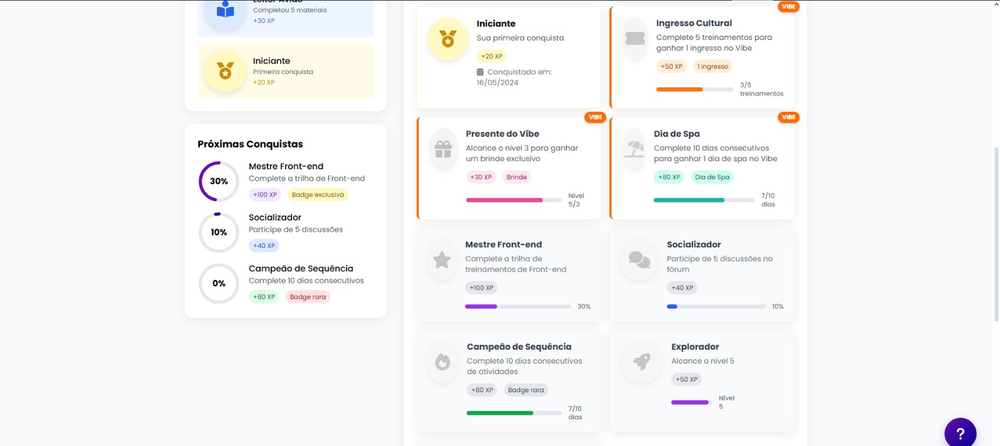 Leitor Ávido
Completou 5 materiais
+30 XP
Iniciante
Primeira conquista
+20 XP
Próximas Conquistas
30%
Mestre Front-end
Complete a trilha de Front-end
+100 XP
Badge exclusiva
10%
Socializador
Participe de 5 discussões
+40 XP
0%
Campeão de Sequência
Complete 10 dias consecutivos
+80 XP
Badge rara
Iniciante
Sua primeira conquista
+20 XP
Conquistado em:
16/05/2024
VIBE
Ingresso Cultural
Complete 5 treinamentos para
ganhar 1 ingresso no Vibe
+50 XP
1 Ingresso
3/5
treinamentos
VIBE
Presente do Vibe
Alcance o nível 3 para ganhar
um brinde exclusivo
+30 XP
Brinde
Nível
5/3
VIBE
Dia de Spa
Complete 10 dias consecutivos
para ganhar 1 dia de spa no Vibe
+80 XP
Dia de Spa
7/10
dias
Mestre Front-end
Complete a trilha de
treinamentos de Front-end
+100 XP
30%
Socializador
Participe de 5 discussões no
fórum
+40 XP
10%
Campeão de Sequência
Complete 10 dias consecutivos
de atividades
+80 XP
Badge rara
7/10
dias
Explorador
Alcance o nível 5
+50 XP
Nível
5
?